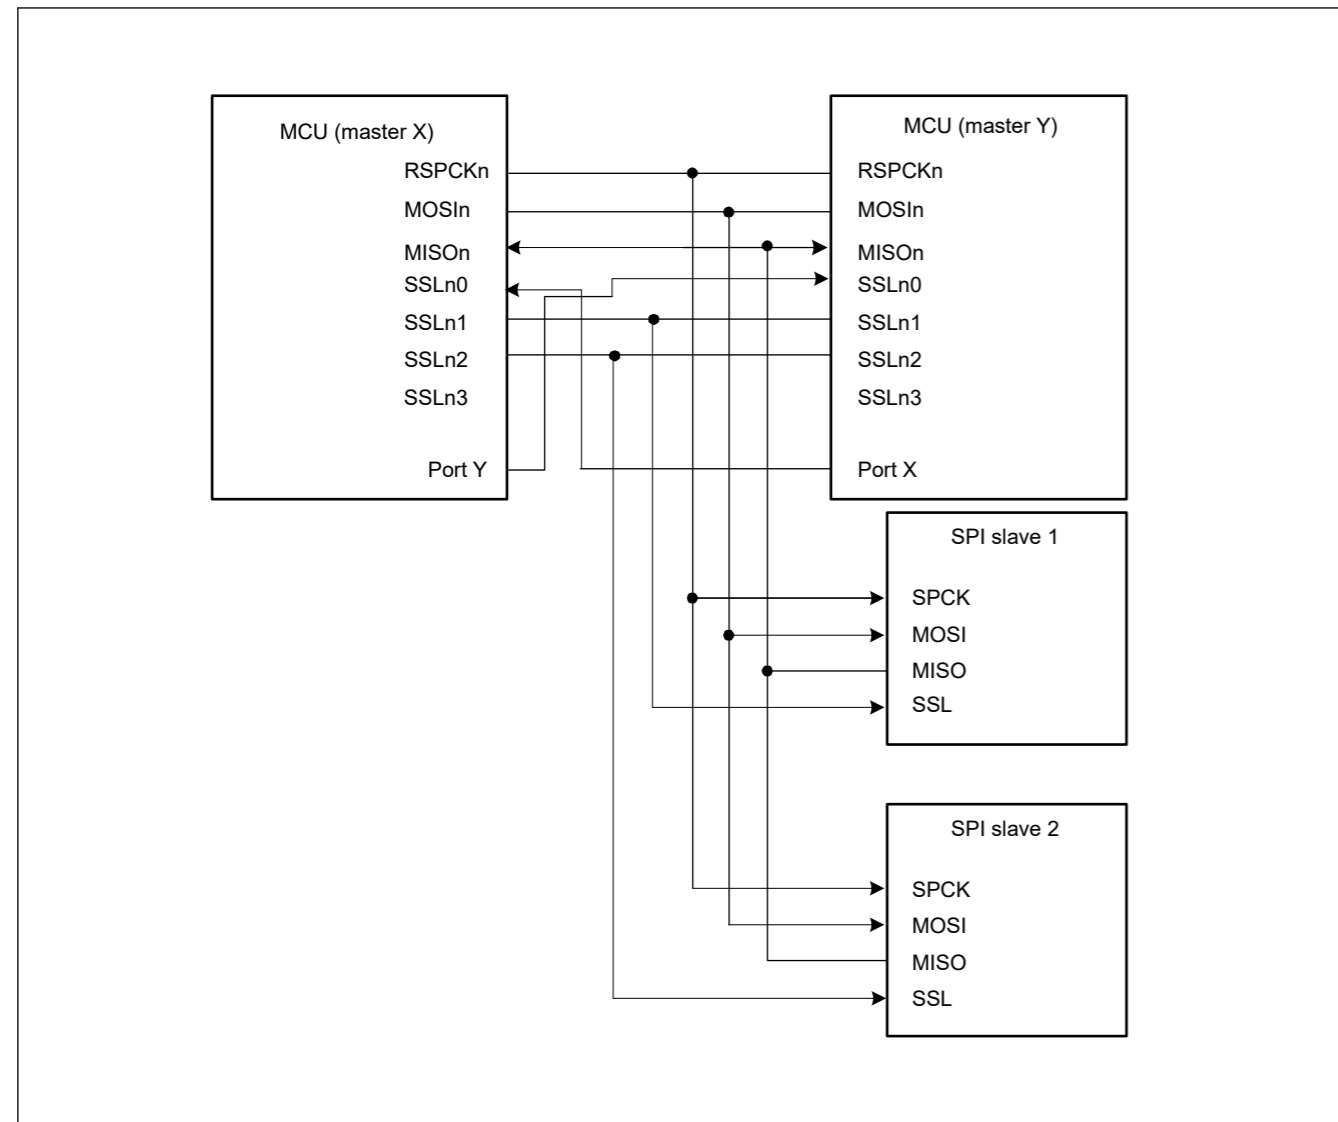 MCU (master X)
RSPCKn
MOSIn
MISOn
SSLn0
SSLn1
SSLn2
SSLn3
Port Y
MCU (master Y)
RSPCKn
MOSIn
MISOn
SSLn0
SSLn1
SSLn2
SSLn3
Port X
SPI slave 1
SPCK
MOSI
MISO
SSL
SPI slave 2
SPCK
MOSI
MISO
SSL